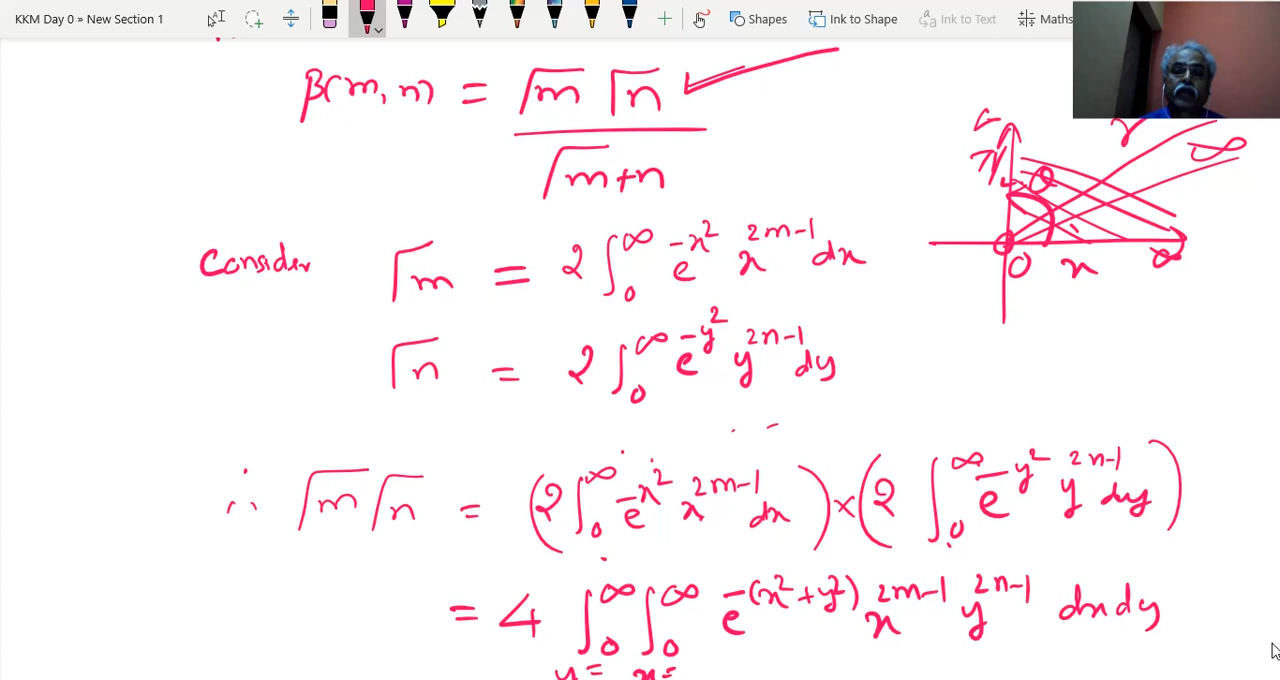 KKM Day 0 » New Section 1
Shapes Ink to Shape Ink to Text Maths
β(m, n) = Γm Γn / Γm+n
Consider Γm = 2 ∫₀^∞ e^{-x²} x^{2m-1} dx
Γn = 2 ∫₀^∞ e^{-y²} y^{2n-1} dy
∴ Γm Γn = (2 ∫₀^∞ e^{-x²} x^{2m-1} dx) × (2 ∫₀^∞ e^{-y²} y^{2n-1} dy)
= 4 ∫₀^∞ ∫₀^∞ e^{-(x²+y²)} x^{2m-1} y^{2n-1} dx dy
y= x=
r
∞
θ
0 x ∞